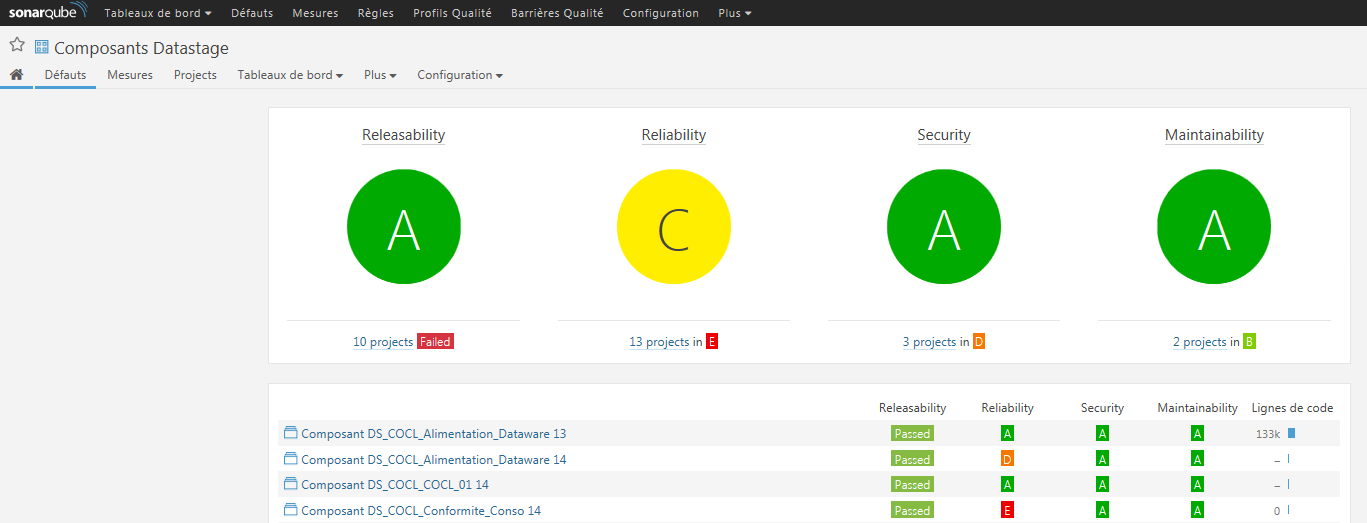 sonarqube Tableaux de bord Défauts Mesures Règles Profils Qualité Barrières Qualité Configuration Plus
Composants Datastage
Défauts Mesures Projects Tableaux de bord Plus Configuration
Releasability Reliability Security Maintainability
A C A A
10 projects Failed 13 projects in E 3 projects in D 2 projects in B
Releasability Reliability Security Maintainability Lignes de code
Composant DS_COCL_Alimentation_Dataware 13 Passed A A A 133k
Composant DS_COCL_Alimentation_Dataware 14 Passed D A A –
Composant DS_COCL_COCL_01 14 Passed A A A –
Composant DS_COCL_Conformite_Conso 14 Passed E A A 0